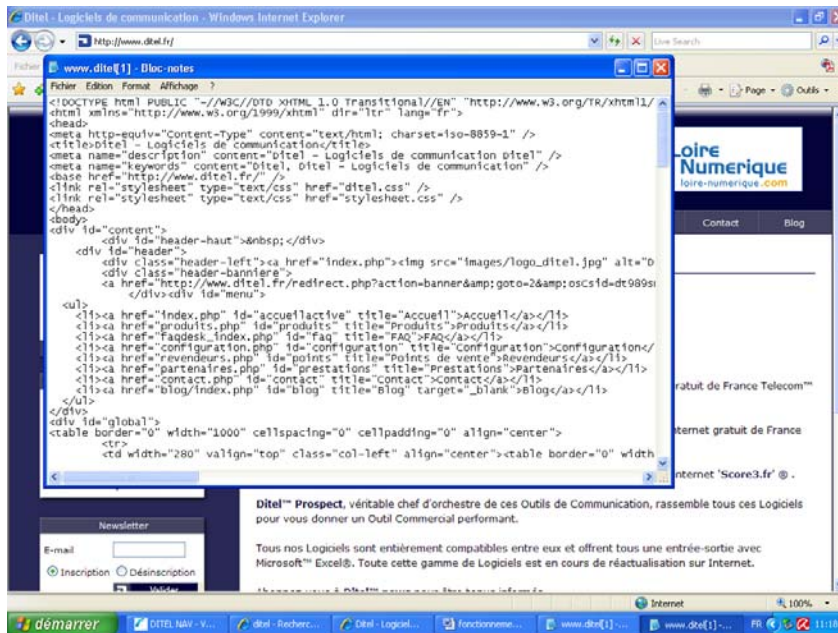 Ditel - Logiciels de communication - Windows Internet Explorer
http://www.ditel.fr/
Live Search
Fichier
www.ditel[1] - Bloc-notes
Fichier Edition Format Affichage ?
Page Outils
<!DOCTYPE html PUBLIC "-//W3C//DTD XHTML 1.0 Transitional//EN" "http://www.w3.org/TR/xhtml1/
<html xmlns="http://www.w3.org/1999/xhtml" dir="ltr" lang="fr">
<head>
<meta http-equiv="Content-Type" content="text/html; charset=iso-8859-1" />
<title>Ditel - Logiciels de communication</title>
<meta name="description" content="Ditel - Logiciels de communication Ditel" />
<meta name="keywords" content="Ditel, Ditel - Logiciels de communication" />
<base href="http://www.ditel.fr/" />
<link rel="stylesheet" type="text/css" href="ditel.css" />
<link rel="stylesheet" type="text/css" href="stylesheet.css" />
</head>
<body>
<div id="content">
<div id="header-haut">&nbsp;</div>
<div id="header">
<div class="header-left"><a href="index.php"><img src="images/logo_ditel.jpg" alt="D
<div class="header-banniere">
<a href="http://www.ditel.fr/redirect.php?action=banner&amp;goto=2&amp;osCsid=dt989s
</div><div id="menu">
<ul>
<li><a href="index.php" id="accueilactive" title="Accueil">Accueil</a></li>
<li><a href="produits.php" id="produits" title="Produits">Produits</a></li>
<li><a href="faqdesk_index.php" id="faq" title="FAQ">FAQ</a></li>
<li><a href="configuration.php" id="configuration" title="Configuration">Configuration</
<li><a href="revendeurs.php" id="points" title="Points de vente">Revendeurs</a></li>
<li><a href="partenaires.php" id="prestations" title="Prestations">Partenaires</a></li>
<li><a href="contact.php" id="contact" title="Contact">Contact</a></li>
<li><a href="blog/index.php" id="blog" title="Blog" target="_blank">Blog</a></li>
</ul>
</div>
<div id="global">
<table border="0" width="1000" cellspacing="0" cellpadding="0" align="center">
<tr>
<td width="280" valign="top" class="col-left" align="center"><table border="0" width
Loire
Numerique
loire-numerique.com
Contact Blog
ratuit de France Telecom™
nternet gratuit de France
nternet 'Score3.fr' ® .
Ditel™ Prospect, véritable chef d'orchestre de ces Outils de Communication, rassemble tous ces Logiciels
pour vous donner un Outil Commercial performant.
Tous nos Logiciels sont entièrement compatibles entre eux et offrent tous une entrée-sortie avec
Microsoft™ Excel®. Toute cette gamme de Logiciels est en cours de réactualisation sur Internet.
Newsletter
E-mail
Inscription Désinscription
Valider
Internet 100%
démarrer DITEL NAV - V... ditel - Recherc... Ditel - Logiciel... fonctionneme... www.ditel[1] -... www.ditel[1] -... FR 11:18